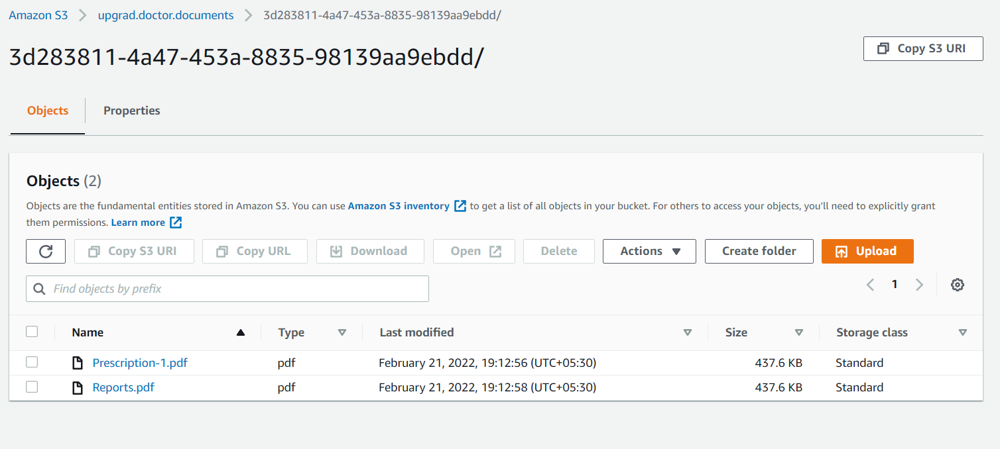 Amazon S3 > upgrad.doctor.documents > 3d283811-4a47-453a-8835-98139aa9ebdd/
3d283811-4a47-453a-8835-98139aa9ebdd/
Copy S3 URI
Objects Properties
Objects (2)
Objects are the fundamental entities stored in Amazon S3. You can use Amazon S3 inventory to get a list of all objects in your bucket. For others to access your objects, you'll need to explicitly grant
them permissions. Learn more
Copy S3 URI Copy URL Download Open Delete Actions Create folder Upload
Find objects by prefix 1
Name Type Last modified Size Storage class
Prescription-1.pdf pdf February 21, 2022, 19:12:56 (UTC+05:30) 437.6 KB Standard
Reports.pdf pdf February 21, 2022, 19:12:58 (UTC+05:30) 437.6 KB Standard